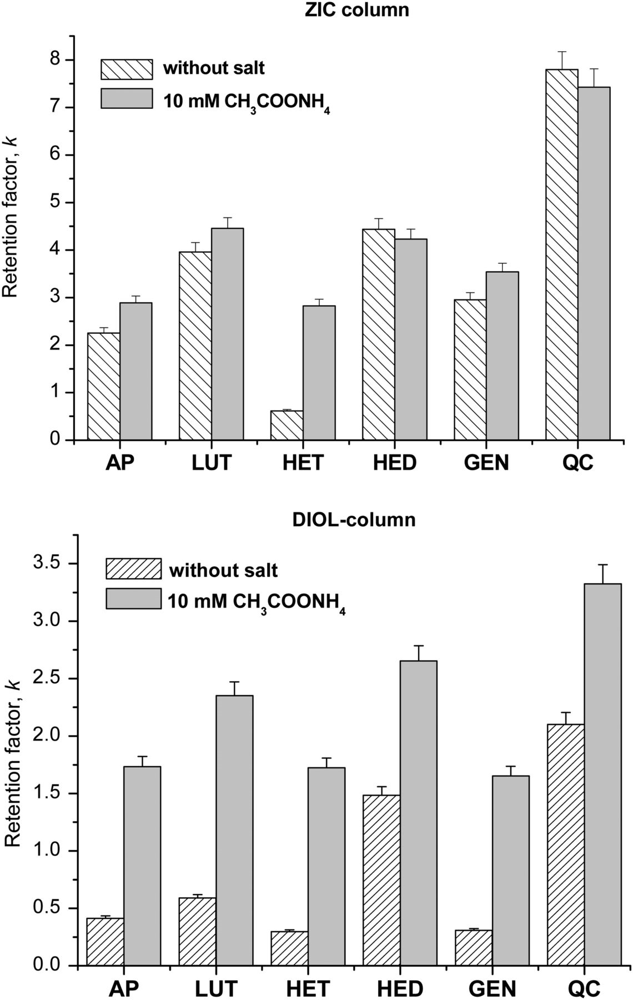 ZIC column
without salt
10 mM CH₃COONH₄
Retention factor, k
8
7
6
5
4
3
2
1
0
AP LUT HET HED GEN QC
DIOL-column
without salt
10 mM CH₃COONH₄
Retention factor, k
3.5
3.0
2.5
2.0
1.5
1.0
0.5
0.0
AP LUT HET HED GEN QC